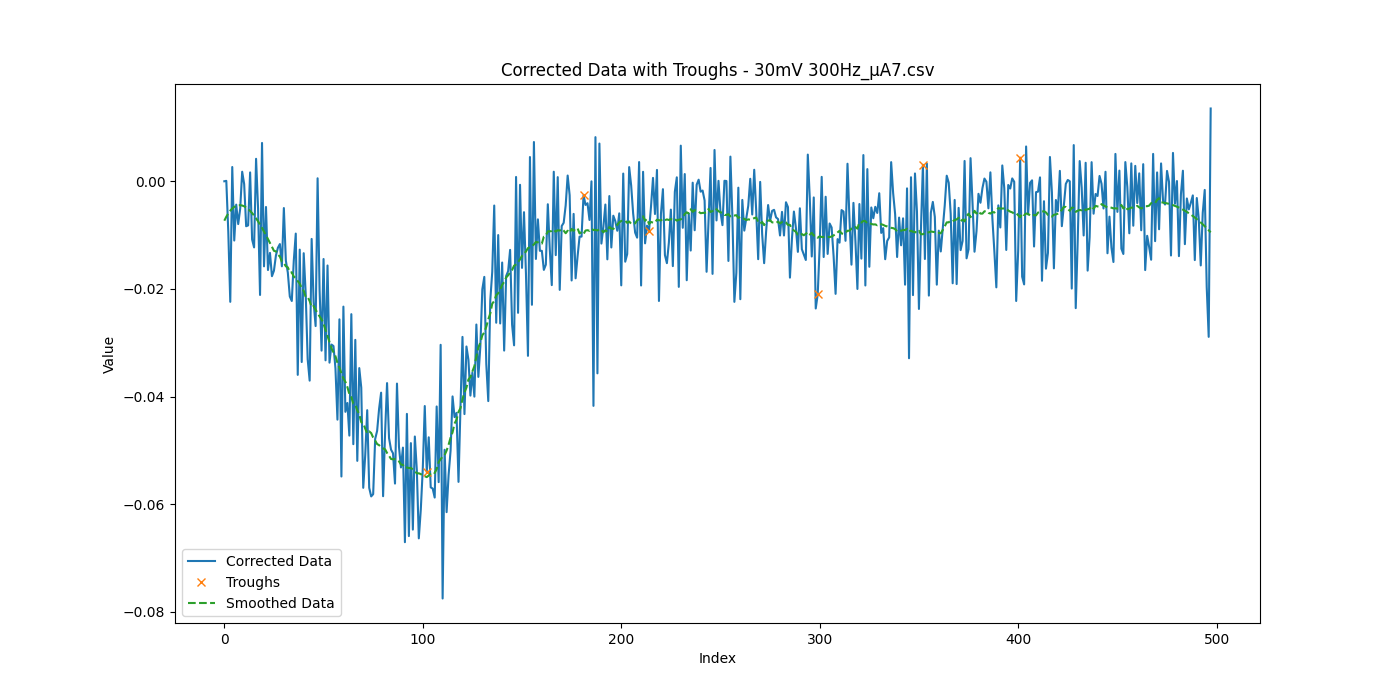 Corrected Data with Troughs - 30mV 300Hz_µA7.csv
0.00
−0.02
−0.04
−0.06
−0.08
Value
Corrected Data
Troughs
Smoothed Data
0 100 200 300 400 500
Index